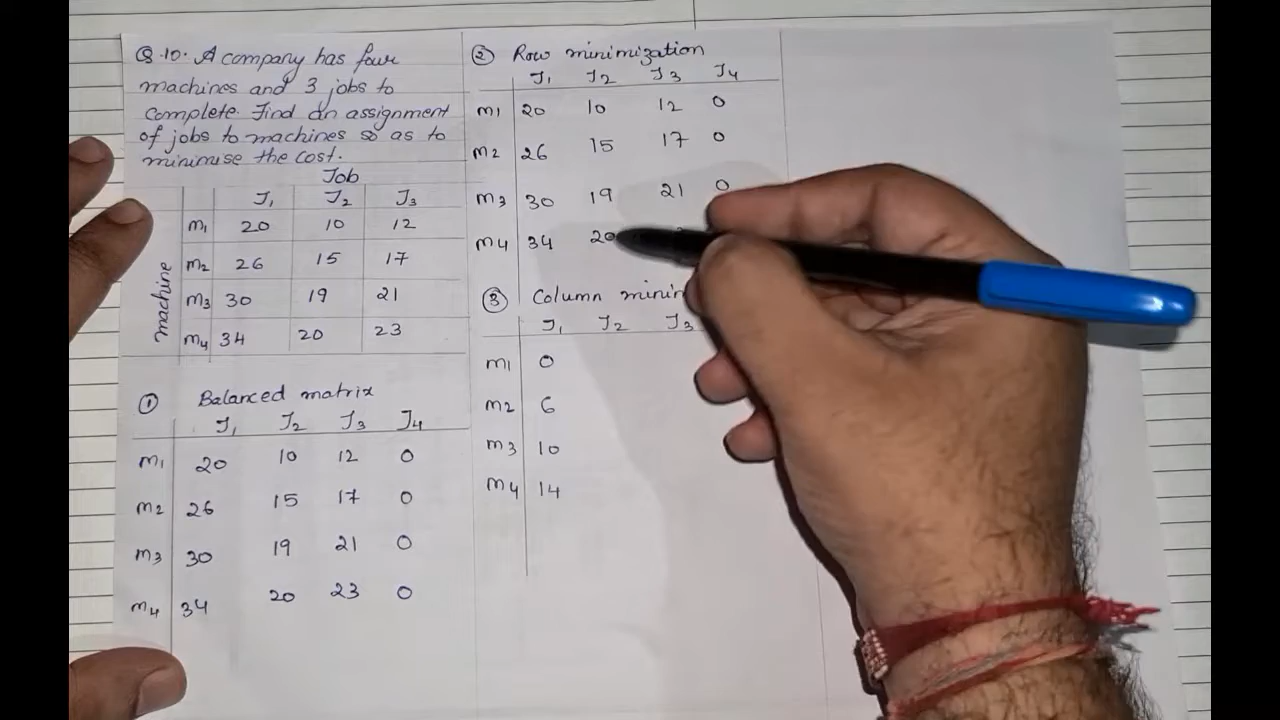 Q.10. A company has four
machines and 3 jobs to
complete. Find an assignment
of jobs to machines so as to
minimise the cost.
Job
J1 J2 J3
machine
m1 20 10 12
m2 26 15 17
m3 30 19 21
m4 34 20 23
① Balanced matrix
J1 J2 J3 J4
m1 20 10 12 0
m2 26 15 17 0
m3 30 19 21 0
m4 34 20 23 0
② Row minimization
J1 J2 J3 J4
m1 20 10 12 0
m2 26 15 17 0
m3 30 19 21 0
m4 34 20
③ Column
J1 J2 J3
m1 0
m2 6
m3 10
m4 14